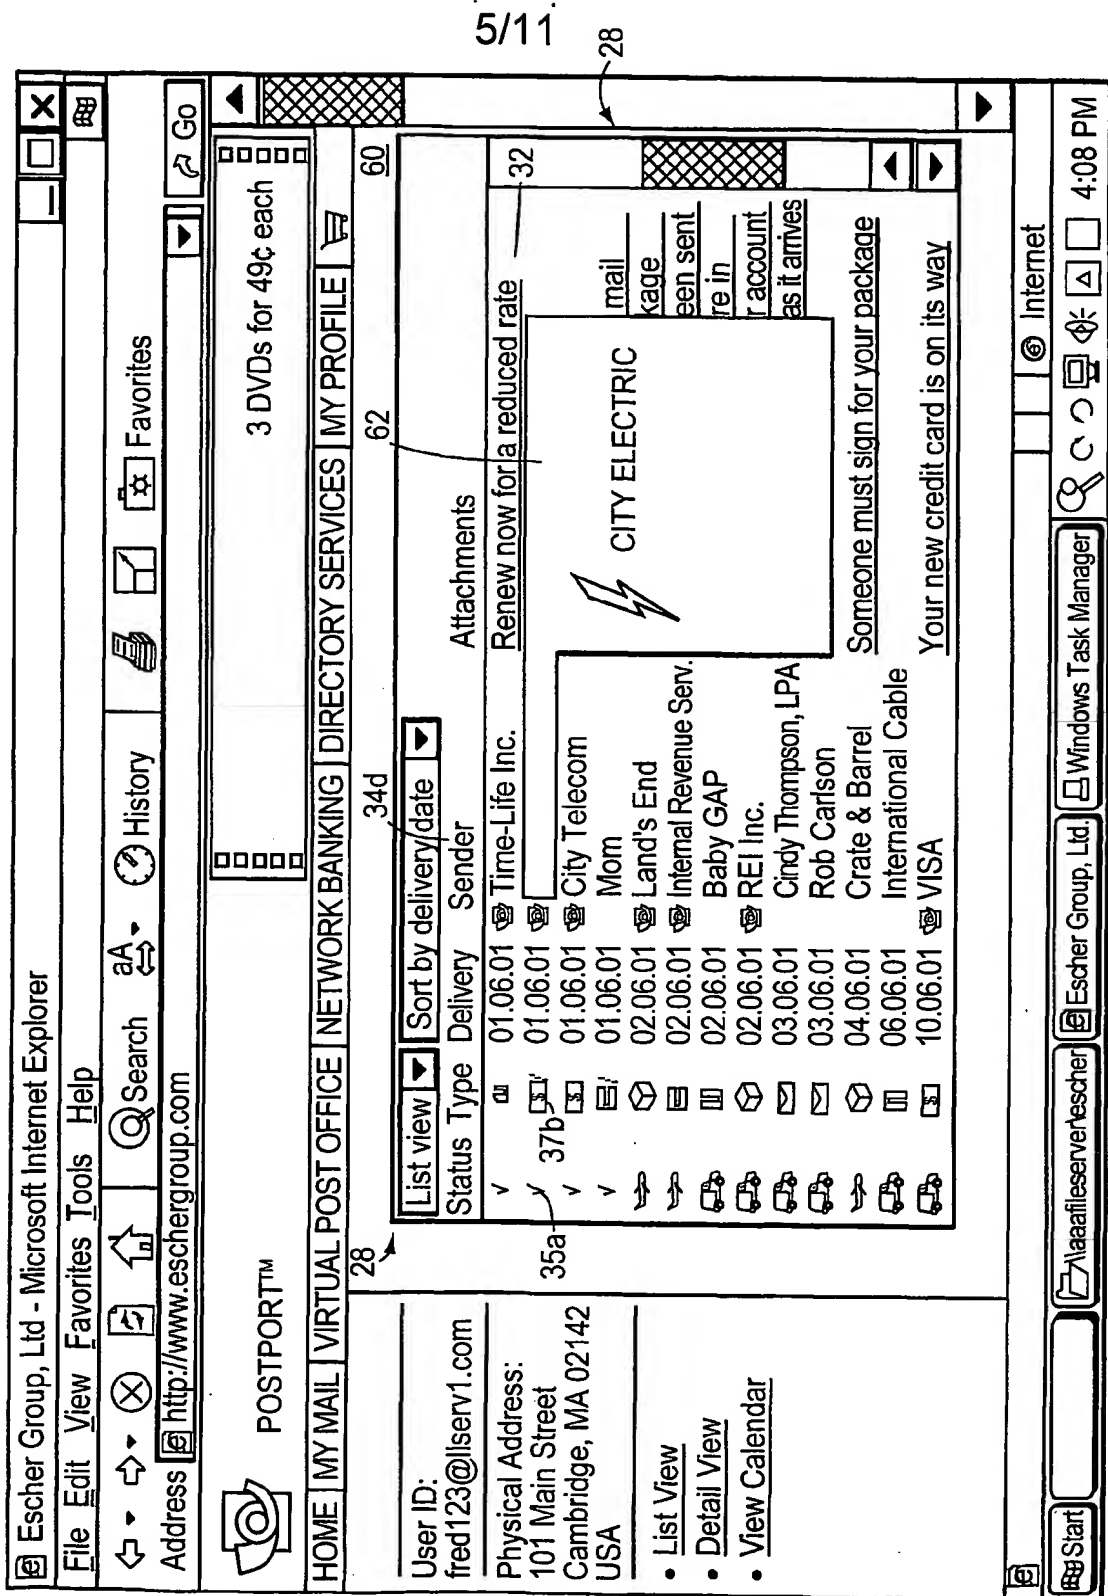 5/11
Escher Group, Ltd - Microsoft Internet Explorer
File Edit View Favorites Tools Help
Search aA History Favorites
Address http://www.eschergroup.com Go
POSTPORT™
3 DVDs for 49¢ each
HOME MY MAIL VIRTUAL POST OFFICE NETWORK BANKING DIRECTORY SERVICES MY PROFILE
User ID:
fred123@llserv1.com
Physical Address:
101 Main Street
Cambridge, MA 02142
USA
• List View
• Detail View
• View Calendar
28 34d 62 60
List view Sort by delivery/date
Status Type Delivery Sender Attachments
01.06.01 Time-Life Inc. Renew now for a reduced rate 32
01.06.01
01.06.01 City Telecom
01.06.01 Mom mail
02.06.01 Land's End kage
02.06.01 Internal Revenue Serv. een sent
02.06.01 Baby GAP re in
02.06.01 REI Inc. r account
03.06.01 Cindy Thompson, LPA as it arrives
03.06.01 Rob Carlson
04.06.01 Crate & Barrel Someone must sign for your package
06.06.01 International Cable
10.06.01 VISA Your new credit card is on its way
CITY ELECTRIC
35a 37b
28
Internet
Start \\aaafileserver\escher Escher Group, Ltd. Windows Task Manager 4:08 PM